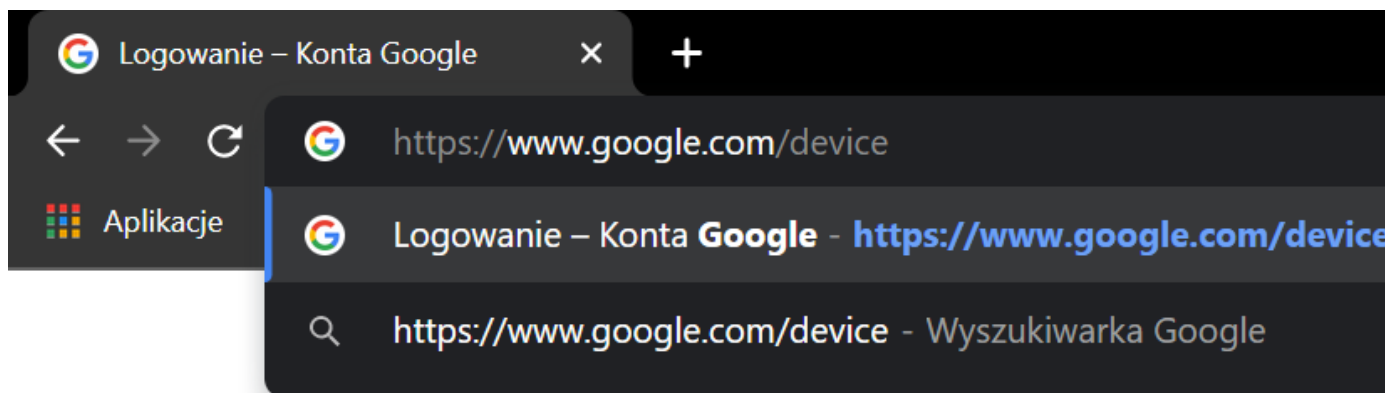 Logowanie – Konta Google
https://www.google.com/device
Aplikacje
Logowanie – Konta Google - https://www.google.com/device
https://www.google.com/device - Wyszukiwarka Google